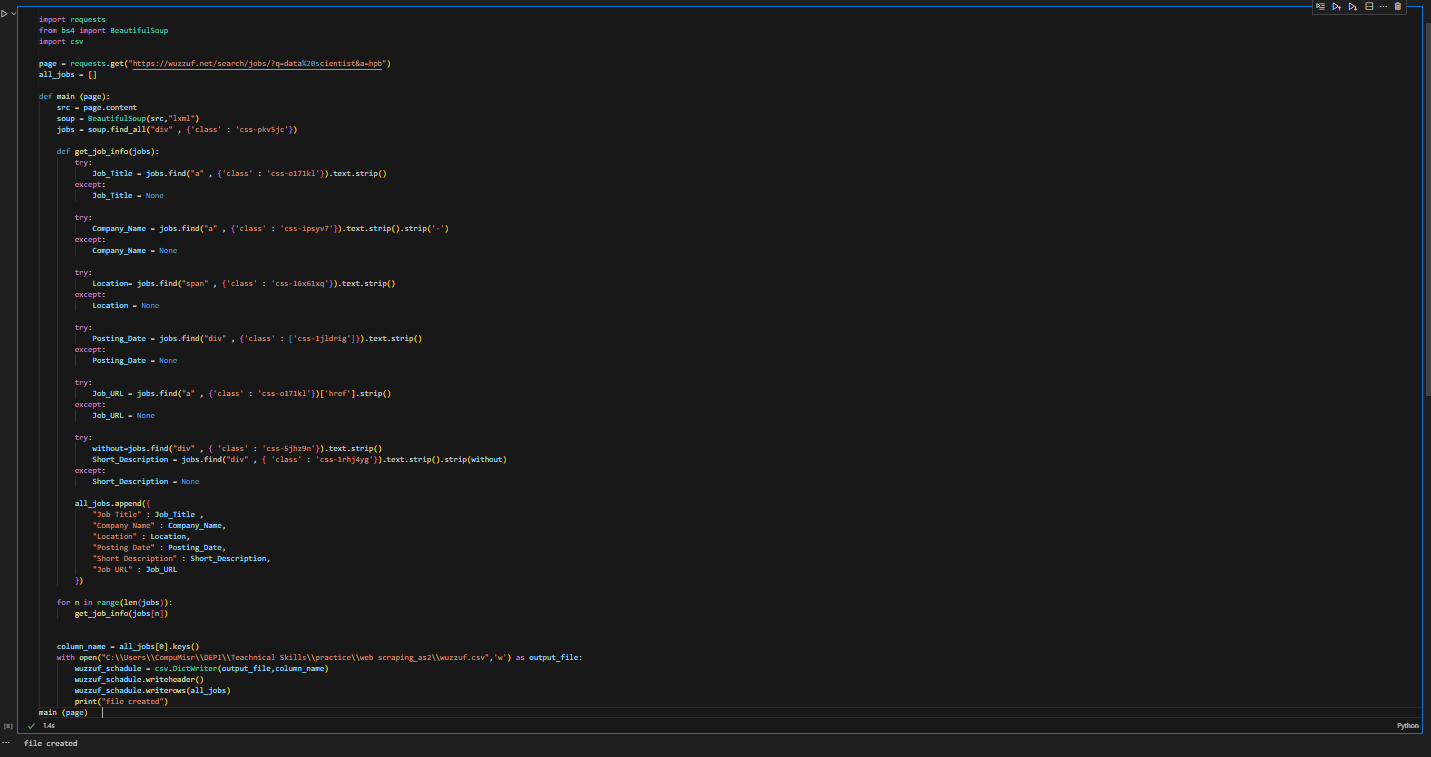 import requests
from bs4 import BeautifulSoup
import csv
page = requests.get("https://wuzzuf.net/search/jobs/?q=data%20scientist&a=hpb")
all_jobs = []
def main (page):
src = page.content
soup = BeautifulSoup(src,"lxml")
jobs = soup.find_all("div" , {'class' : 'css-pkv5jc'})
def get_job_info(jobs):
try:
Job_Title = jobs.find("a" , {'class' : 'css-o171kl'}).text.strip()
except:
Job_Title = None
try:
Company_Name = jobs.find("a" , {'class' : 'css-ipsyv7'}).text.strip().strip('-')
except:
Company_Name = None
try:
Location= jobs.find("span" , {'class' : 'css-16x61xq'}).text.strip()
except:
Location = None
try:
Posting_Date = jobs.find("div" , {'class' : ['css-1jldrig']}).text.strip()
except:
Posting_Date = None
try:
Job_URL = jobs.find("a" , {'class' : 'css-o171kl'})['href'].strip()
except:
Job_URL = None
try:
without=jobs.find("div" , { 'class' : 'css-5jhz9n'}).text.strip()
Short_Description = jobs.find("div" , { 'class' : 'css-1rhj4yg'}).text.strip().strip(without)
except:
Short_Description = None
all_jobs.append({
"Job Title" : Job_Title ,
"Company Name" : Company_Name,
"Location" : Location,
"Posting Date" : Posting_Date,
"Short Description" : Short_Description,
"Job URL" : Job_URL
})
for n in range(len(jobs)):
get_job_info(jobs[n])
column_name = all_jobs[0].keys()
with open("C:\\Users\\CompuMisr\\DEPI\\Teachnical Skills\\practice\\web scraping_as2\\wuzzuf.csv",'w') as output_file:
wuzzuf_schadule = csv.DictWriter(output_file,column_name)
wuzzuf_schadule.writeheader()
wuzzuf_schadule.writerows(all_jobs)
print("file created")
main (page)
1.4s
Python
file created